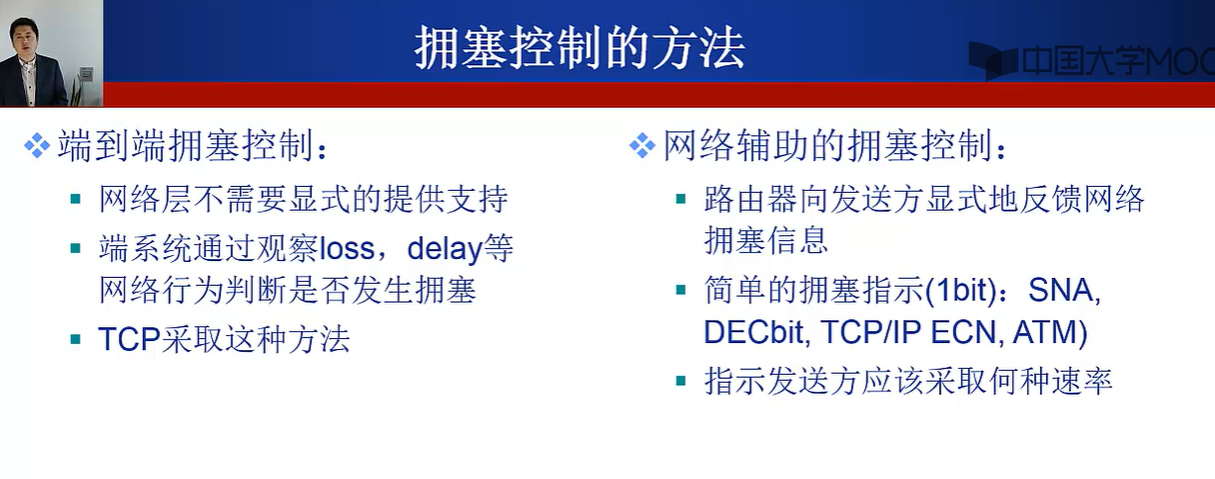 拥塞控制的方法
中国大学MOO
端到端拥塞控制：
网络层不需要显式的提供支持
端系统通过观察loss，delay等
网络行为判断是否发生拥塞
TCP采取这种方法
网络辅助的拥塞控制：
路由器向发送方显式地反馈网络
拥塞信息
简单的拥塞指示(1bit)：SNA,
DECbit, TCP/IP ECN, ATM)
指示发送方应该采取何种速率